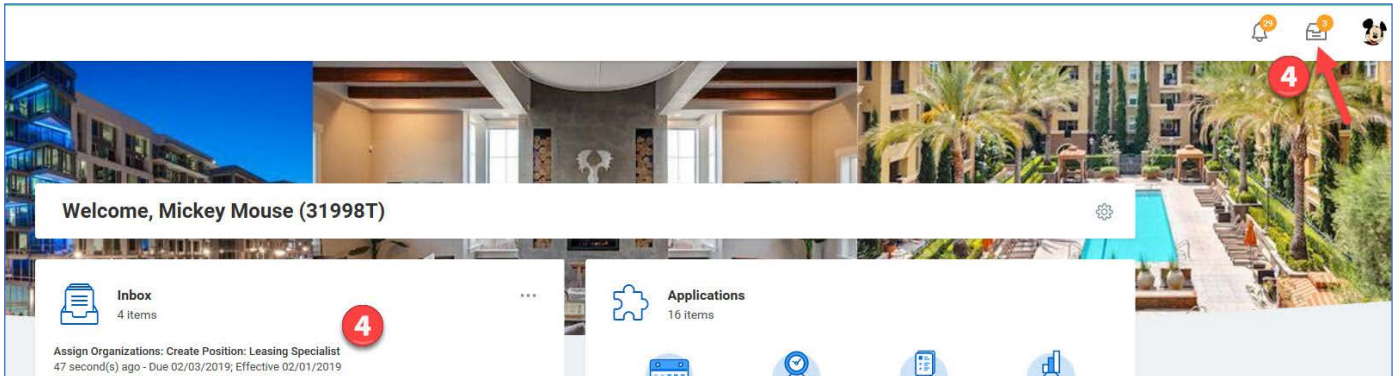 29
3
4
Welcome, Mickey Mouse (31998T)
Inbox
4 items
4
Assign Organizations: Create Position: Leasing Specialist
47 second(s) ago - Due 02/03/2019; Effective 02/01/2019
Applications
16 items